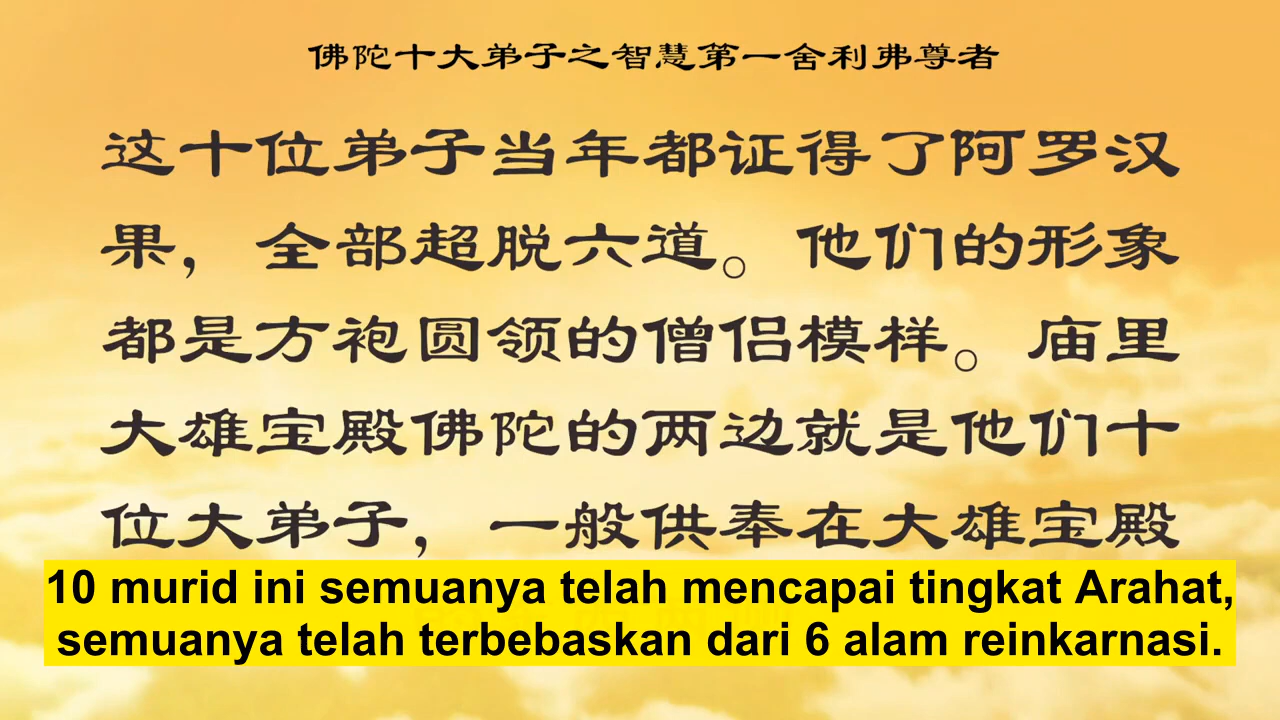 佛陀十大弟子之智慧第一舍利弗尊者
这十位弟子当年都证得了阿罗汉
果，全部超脱六道。他们的形象
都是方袍圆领的僧侣模样。庙里
大雄宝殿佛陀的两边就是他们十
位大弟子，一般供奉在大雄宝殿
10 murid ini semuanya telah mencapai tingkat Arahat,
semuanya telah terbebaskan dari 6 alam reinkarnasi.